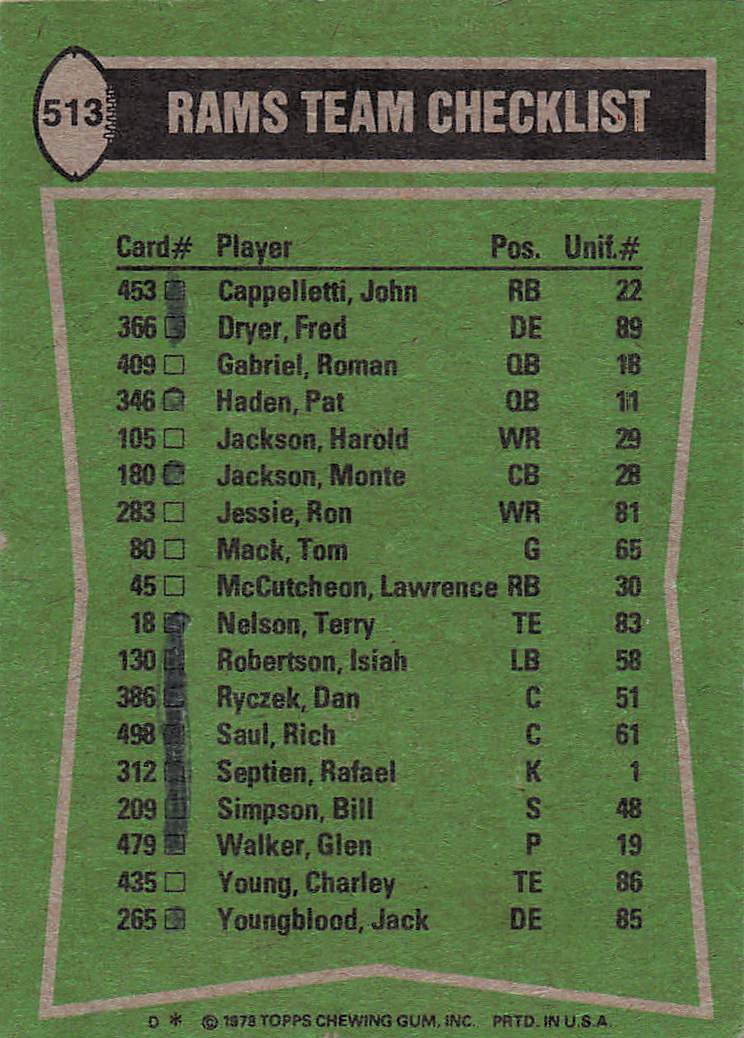 513
RAMS TEAM CHECKLIST
Card# Player Pos. Unif.#
453 Cappelletti, John RB 22
366 Dryer, Fred DE 89
409 Gabriel, Roman QB 18
346 Haden, Pat QB 11
105 Jackson, Harold WR 29
180 Jackson, Monte CB 28
283 Jessie, Ron WR 81
80 Mack, Tom G 65
45 McCutcheon, Lawrence RB 30
18 Nelson, Terry TE 83
130 Robertson, Isiah LB 58
386 Ryczek, Dan C 51
498 Saul, Rich C 61
312 Septien, Rafael K 1
209 Simpson, Bill S 48
479 Walker, Glen P 19
435 Young, Charley TE 86
265 Youngblood, Jack DE 85
D * © 1978 TOPPS CHEWING GUM, INC. PRTD. IN U.S.A.